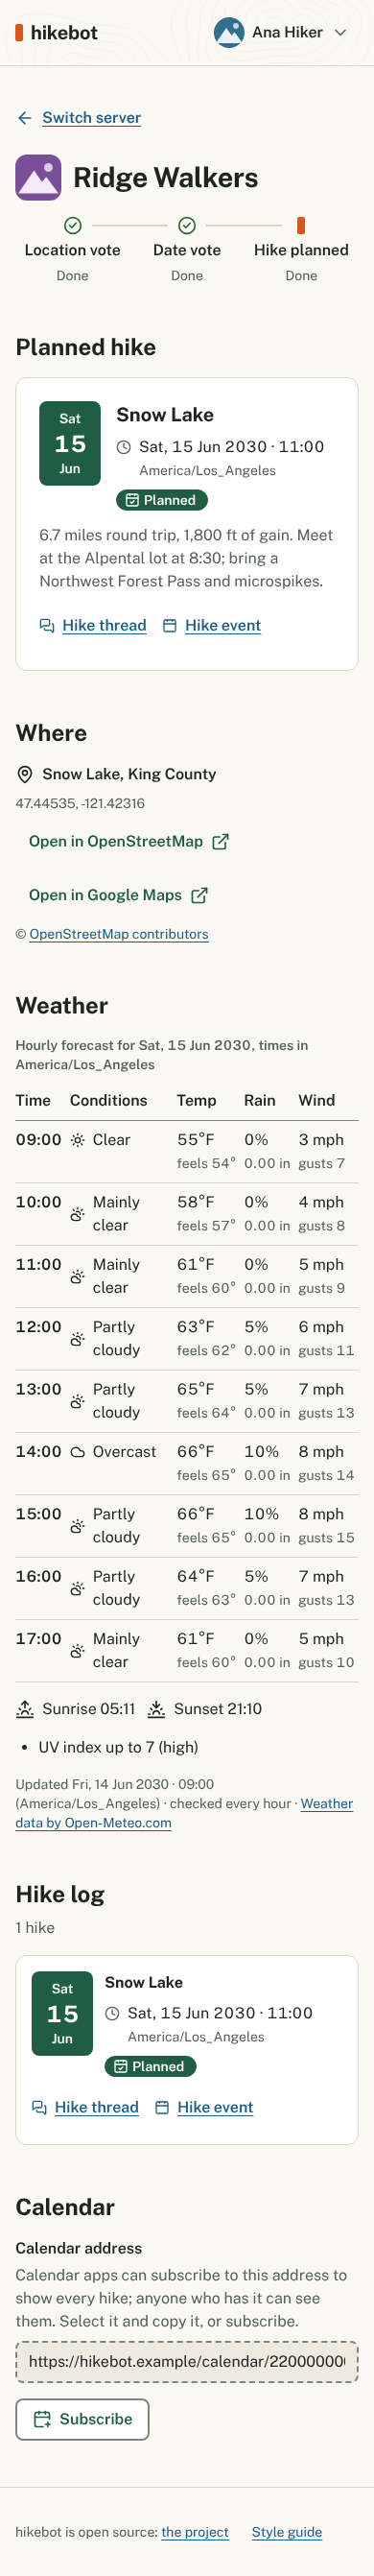 hikebot
Ana Hiker
Switch server
Ridge Walkers
Location vote
Done
Date vote
Done
Hike planned
Done
Planned hike
Sat
15
Jun
Snow Lake
Sat, 15 Jun 2030 · 11:00
America/Los_Angeles
Planned
6.7 miles round trip, 1,800 ft of gain. Meet
at the Alpental lot at 8:30; bring a
Northwest Forest Pass and microspikes.
Hike thread Hike event
Where
Snow Lake, King County
47.44535, -121.42316
Open in OpenStreetMap
Open in Google Maps
© OpenStreetMap contributors
Weather
Hourly forecast for Sat, 15 Jun 2030, times in
America/Los_Angeles
Time Conditions Temp Rain Wind
09:00 Clear 55°F 0% 3 mph
feels 54° 0.00 in gusts 7
10:00 Mainly 58°F 0% 4 mph
clear feels 57° 0.00 in gusts 8
11:00 Mainly 61°F 0% 5 mph
clear feels 60° 0.00 in gusts 9
12:00 Partly 63°F 5% 6 mph
cloudy feels 62° 0.00 in gusts 11
13:00 Partly 65°F 5% 7 mph
cloudy feels 64° 0.00 in gusts 13
14:00 Overcast 66°F 10% 8 mph
feels 65° 0.00 in gusts 14
15:00 Partly 66°F 10% 8 mph
cloudy feels 65° 0.00 in gusts 15
16:00 Partly 64°F 5% 7 mph
cloudy feels 63° 0.00 in gusts 13
17:00 Mainly 61°F 0% 5 mph
clear feels 60° 0.00 in gusts 10
Sunrise 05:11 Sunset 21:10
• UV index up to 7 (high)
Updated Fri, 14 Jun 2030 · 09:00
(America/Los_Angeles) · checked every hour · Weather
data by Open-Meteo.com
Hike log
1 hike
Sat
15
Jun
Snow Lake
Sat, 15 Jun 2030 · 11:00
America/Los_Angeles
Planned
Hike thread Hike event
Calendar
Calendar address
Calendar apps can subscribe to this address to
show every hike; anyone who has it can see
them. Select it and copy it, or subscribe.
https://hikebot.example/calendar/220000000
Subscribe
hikebot is open source: the project Style guide